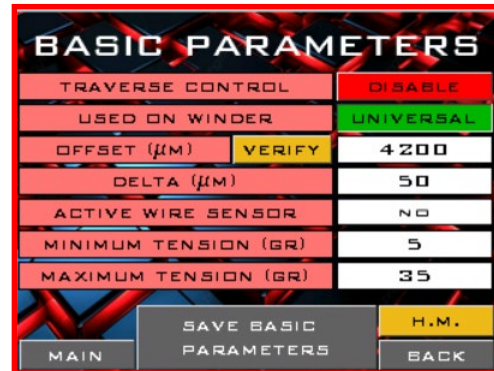 BASIC PARAMETERS
TRAVERSE CONTROL DISABLE
USED ON WINDER UNIVERSAL
OFFSET (µM) VERIFY 4200
DELTA (µM) 50
ACTIVE WIRE SENSOR NO
MINIMUM TENSION (GR) 5
MAXIMUM TENSION (GR) 35
SAVE BASIC H.M.
MAIN PARAMETERS BACK